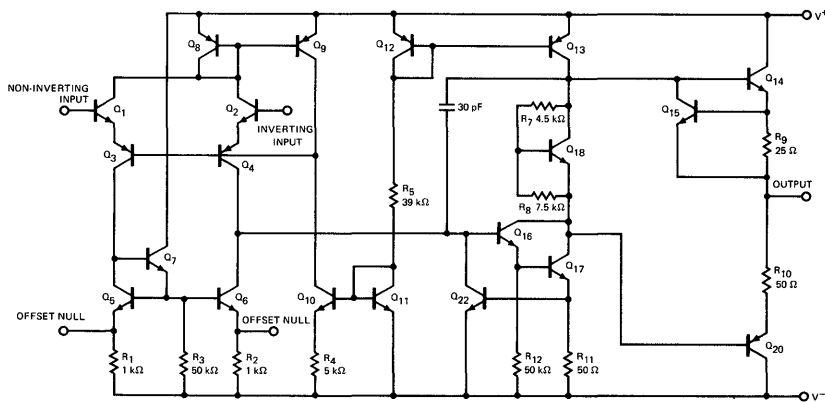 V+
Q8
Q9
Q12
Q13
Q14
NON-INVERTING
INPUT
Q1
Q2
30 pF
R7 4.5 kΩ
Q15
INVERTING
INPUT
Q18
R9
25 Ω
Q3
Q4
R5
39 kΩ
R8 7.5 kΩ
OUTPUT
Q16
Q7
Q17
R10
50 Ω
Q5
Q6
Q10
Q11
Q22
OFFSET NULL
OFFSET NULL
Q20
R1
1 kΩ
R3
50 kΩ
R2
1 kΩ
R4
5 kΩ
R12
50 kΩ
R11
50 Ω
V−